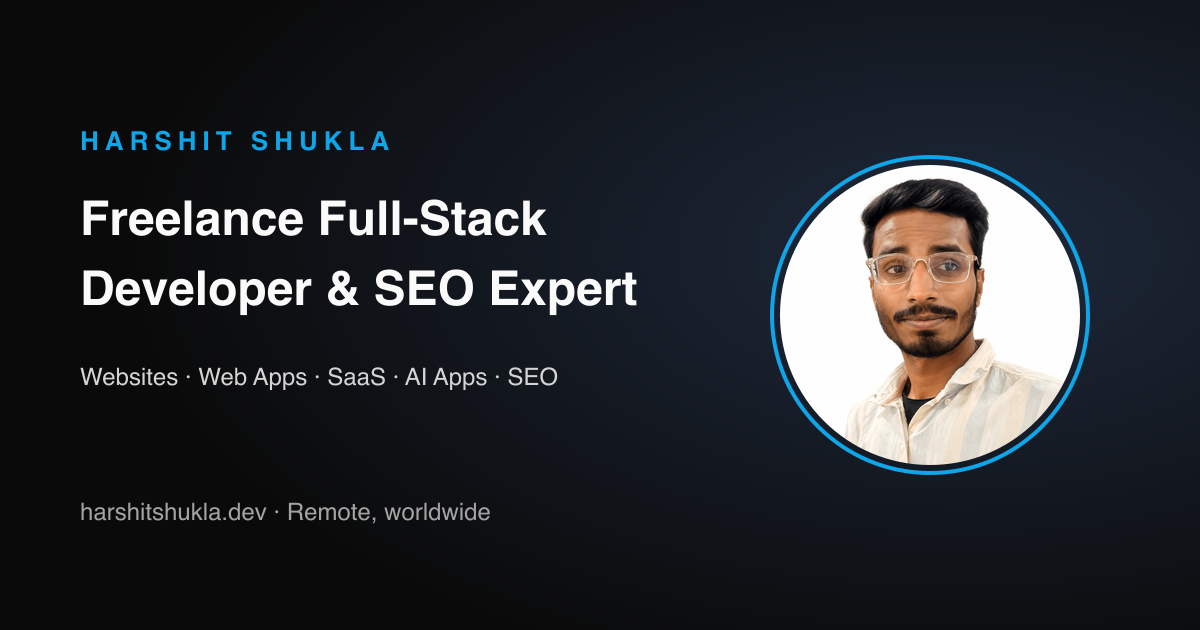 HARSHIT SHUKLA
Freelance Full-Stack
Developer & SEO Expert
Websites · Web Apps · SaaS · AI Apps · SEO
harshitshukla.dev · Remote, worldwide